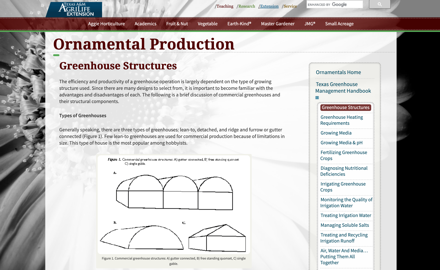 TEXAS A&M
AGRILIFE
EXTENSION
Teaching
Research
Extension
Service
ENHANCED BY Google
Aggie Horticulture Academics Fruit & Nut Vegetable Earth-Kind® Master Gardener JMG® Small Acreage
Ornamental Production
Greenhouse Structures
The efficiency and productivity of a greenhouse operation is largely dependent on the type of growing
structure used. Since there are many designs to select from, it is important to become familiar with the
advantages and disadvantages of each. The following is a brief discussion of commercial greenhouses and
their structural components.
Types of Greenhouses
Generally speaking, there are three types of greenhouses: lean-to, detached, and ridge and furrow or gutter
connected (Figure 1). Few lean-to greenhouses are used for commercial production because of limitations in
size. This type of house is the most popular among hobbyists.
Figure 1. Commercial greenhouse structures: A) gutter connected, B) free standing quonset,
C) single gable.
A.
B.
C.
Figure 1. Commercial greenhouse structures: A) gutter connected, B) free standing quonset, C) single
gable.
Ornamentals Home
Texas Greenhouse
Management Handbook
Greenhouse Structures
Greenhouse Heating
Requirements
Growing Media
Growing Media & pH
Fertilizing Greenhouse
Crops
Diagnosing Nutritional
Deficiencies
Irrigating Greenhouse
Crops
Monitoring the Quality of
Irrigation Water
Treating Irrigation Water
Managing Soluble Salts
Treating and Recycling
Irrigation Runoff
Air, Water And Media…
Putting Them All
Together